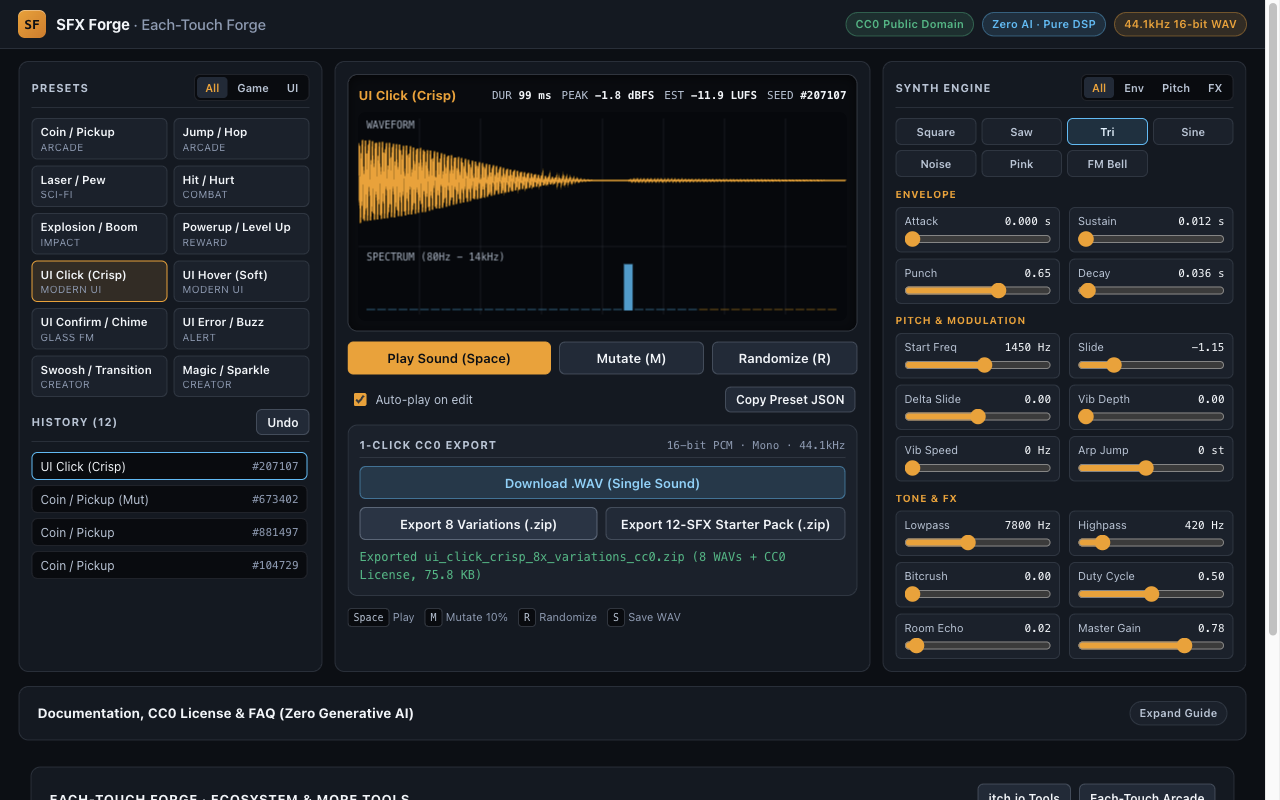 SF SFX Forge · Each-Touch Forge
CC0 Public Domain
Zero AI · Pure DSP
44.1kHz 16-bit WAV
PRESETS
All Game UI
Coin / Pickup
ARCADE
Jump / Hop
ARCADE
Laser / Pew
SCI-FI
Hit / Hurt
COMBAT
Explosion / Boom
IMPACT
Powerup / Level Up
REWARD
UI Click (Crisp)
MODERN UI
UI Hover (Soft)
MODERN UI
UI Confirm / Chime
GLASS FM
UI Error / Buzz
ALERT
Swoosh / Transition
CREATOR
Magic / Sparkle
CREATOR
HISTORY (12)
Undo
UI Click (Crisp) #207107
Coin / Pickup (Mut) #673402
Coin / Pickup #881497
Coin / Pickup #104729
UI Click (Crisp)
DUR 99 ms PEAK −1.8 dBFS EST −11.9 LUFS SEED #207107
WAVEFORM
SPECTRUM (80Hz – 14kHz)
Play Sound (Space)
Mutate (M)
Randomize (R)
Auto-play on edit
Copy Preset JSON
1-CLICK CC0 EXPORT
16-bit PCM · Mono · 44.1kHz
Download .WAV (Single Sound)
Export 8 Variations (.zip)
Export 12-SFX Starter Pack (.zip)
Exported ui_click_crisp_8x_variations_cc0.zip (8 WAVs + CC0
License, 75.8 KB)
Space Play M Mutate 10% R Randomize S Save WAV
SYNTH ENGINE
All Env Pitch FX
Square Saw Tri Sine
Noise Pink FM Bell
ENVELOPE
Attack 0.000 s
Sustain 0.012 s
Punch 0.65
Decay 0.036 s
PITCH & MODULATION
Start Freq 1450 Hz
Slide −1.15
Delta Slide 0.00
Vib Depth 0.00
Vib Speed 0 Hz
Arp Jump 0 st
TONE & FX
Lowpass 7800 Hz
Highpass 420 Hz
Bitcrush 0.00
Duty Cycle 0.50
Room Echo 0.02
Master Gain 0.78
Documentation, CC0 License & FAQ (Zero Generative AI)
Expand Guide
EACH-TOUCH FORGE · ECOSYSTEM & MORE TOOLS
itch.io Tools
Each-Touch Arcade